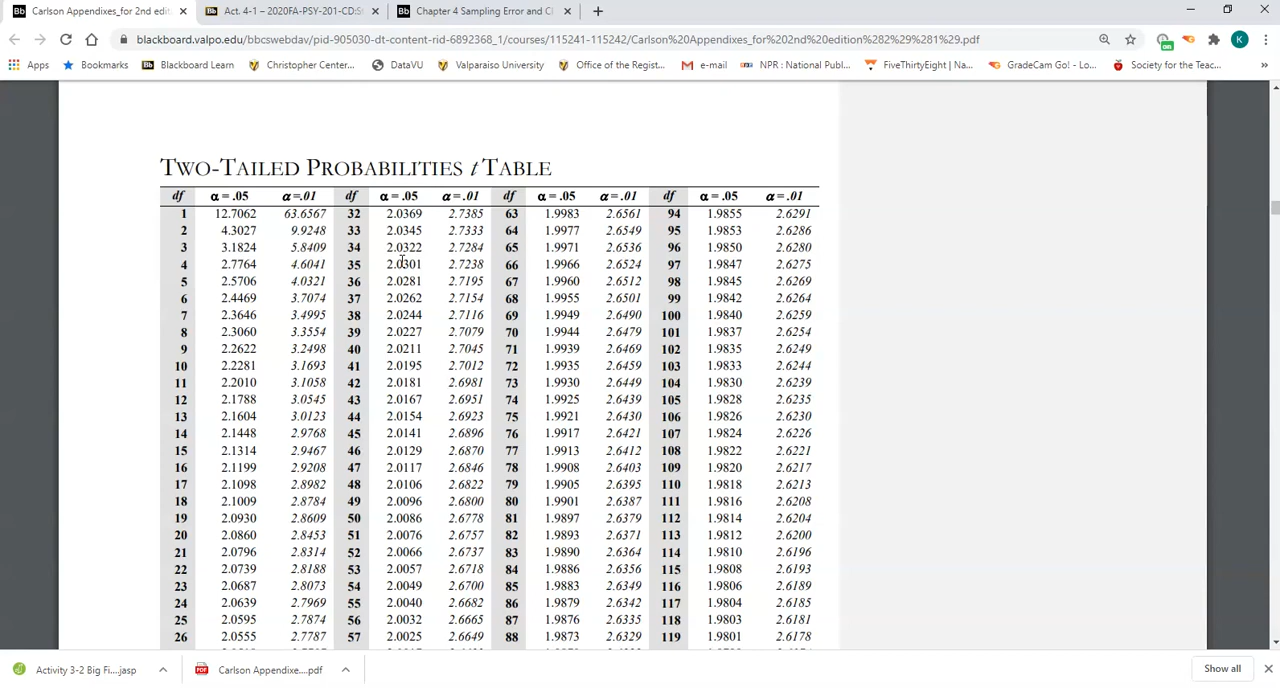 Carlson Appendixes_for 2nd edit
Act. 4-1 – 2020FA-PSY-201-CD:S
Chapter 4 Sampling Error and C
blackboard.valpo.edu/bbcswebdav/pid-905030-dt-content-rid-6892368_1/courses/115241-115242/Carlson%20Appendixes_for%202nd%20edition%282%29%281%29.pdf
K
Apps Bookmarks Blackboard Learn Christopher Center... DataVU Valparaiso University Office of the Regist... e-mail NPR : National Publ... FiveThirtyEight | Na... GradeCam Go! - Lo... Society for the Teac... »
TWO-TAILED PROBABILITIES t TABLE
df α = .05 α =.01 df α = .05 α =.01 df α = .05 α =.01 df α = .05 α =.01
1 12.7062 63.6567 32 2.0369 2.7385 63 1.9983 2.6561 94 1.9855 2.6291
2 4.3027 9.9248 33 2.0345 2.7333 64 1.9977 2.6549 95 1.9853 2.6286
3 3.1824 5.8409 34 2.0322 2.7284 65 1.9971 2.6536 96 1.9850 2.6280
4 2.7764 4.6041 35 2.0301 2.7238 66 1.9966 2.6524 97 1.9847 2.6275
5 2.5706 4.0321 36 2.0281 2.7195 67 1.9960 2.6512 98 1.9845 2.6269
6 2.4469 3.7074 37 2.0262 2.7154 68 1.9955 2.6501 99 1.9842 2.6264
7 2.3646 3.4995 38 2.0244 2.7116 69 1.9949 2.6490 100 1.9840 2.6259
8 2.3060 3.3554 39 2.0227 2.7079 70 1.9944 2.6479 101 1.9837 2.6254
9 2.2622 3.2498 40 2.0211 2.7045 71 1.9939 2.6469 102 1.9835 2.6249
10 2.2281 3.1693 41 2.0195 2.7012 72 1.9935 2.6459 103 1.9833 2.6244
11 2.2010 3.1058 42 2.0181 2.6981 73 1.9930 2.6449 104 1.9830 2.6239
12 2.1788 3.0545 43 2.0167 2.6951 74 1.9925 2.6439 105 1.9828 2.6235
13 2.1604 3.0123 44 2.0154 2.6923 75 1.9921 2.6430 106 1.9826 2.6230
14 2.1448 2.9768 45 2.0141 2.6896 76 1.9917 2.6421 107 1.9824 2.6226
15 2.1314 2.9467 46 2.0129 2.6870 77 1.9913 2.6412 108 1.9822 2.6221
16 2.1199 2.9208 47 2.0117 2.6846 78 1.9908 2.6403 109 1.9820 2.6217
17 2.1098 2.8982 48 2.0106 2.6822 79 1.9905 2.6395 110 1.9818 2.6213
18 2.1009 2.8784 49 2.0096 2.6800 80 1.9901 2.6387 111 1.9816 2.6208
19 2.0930 2.8609 50 2.0086 2.6778 81 1.9897 2.6379 112 1.9814 2.6204
20 2.0860 2.8453 51 2.0076 2.6757 82 1.9893 2.6371 113 1.9812 2.6200
21 2.0796 2.8314 52 2.0066 2.6737 83 1.9890 2.6364 114 1.9810 2.6196
22 2.0739 2.8188 53 2.0057 2.6718 84 1.9886 2.6356 115 1.9808 2.6193
23 2.0687 2.8073 54 2.0049 2.6700 85 1.9883 2.6349 116 1.9806 2.6189
24 2.0639 2.7969 55 2.0040 2.6682 86 1.9879 2.6342 117 1.9804 2.6185
25 2.0595 2.7874 56 2.0032 2.6665 87 1.9876 2.6335 118 1.9803 2.6181
26 2.0555 2.7787 57 2.0025 2.6649 88 1.9873 2.6329 119 1.9801 2.6178
Activity 3-2 Big Fi....jasp
Carlson Appendixe....pdf
Show all